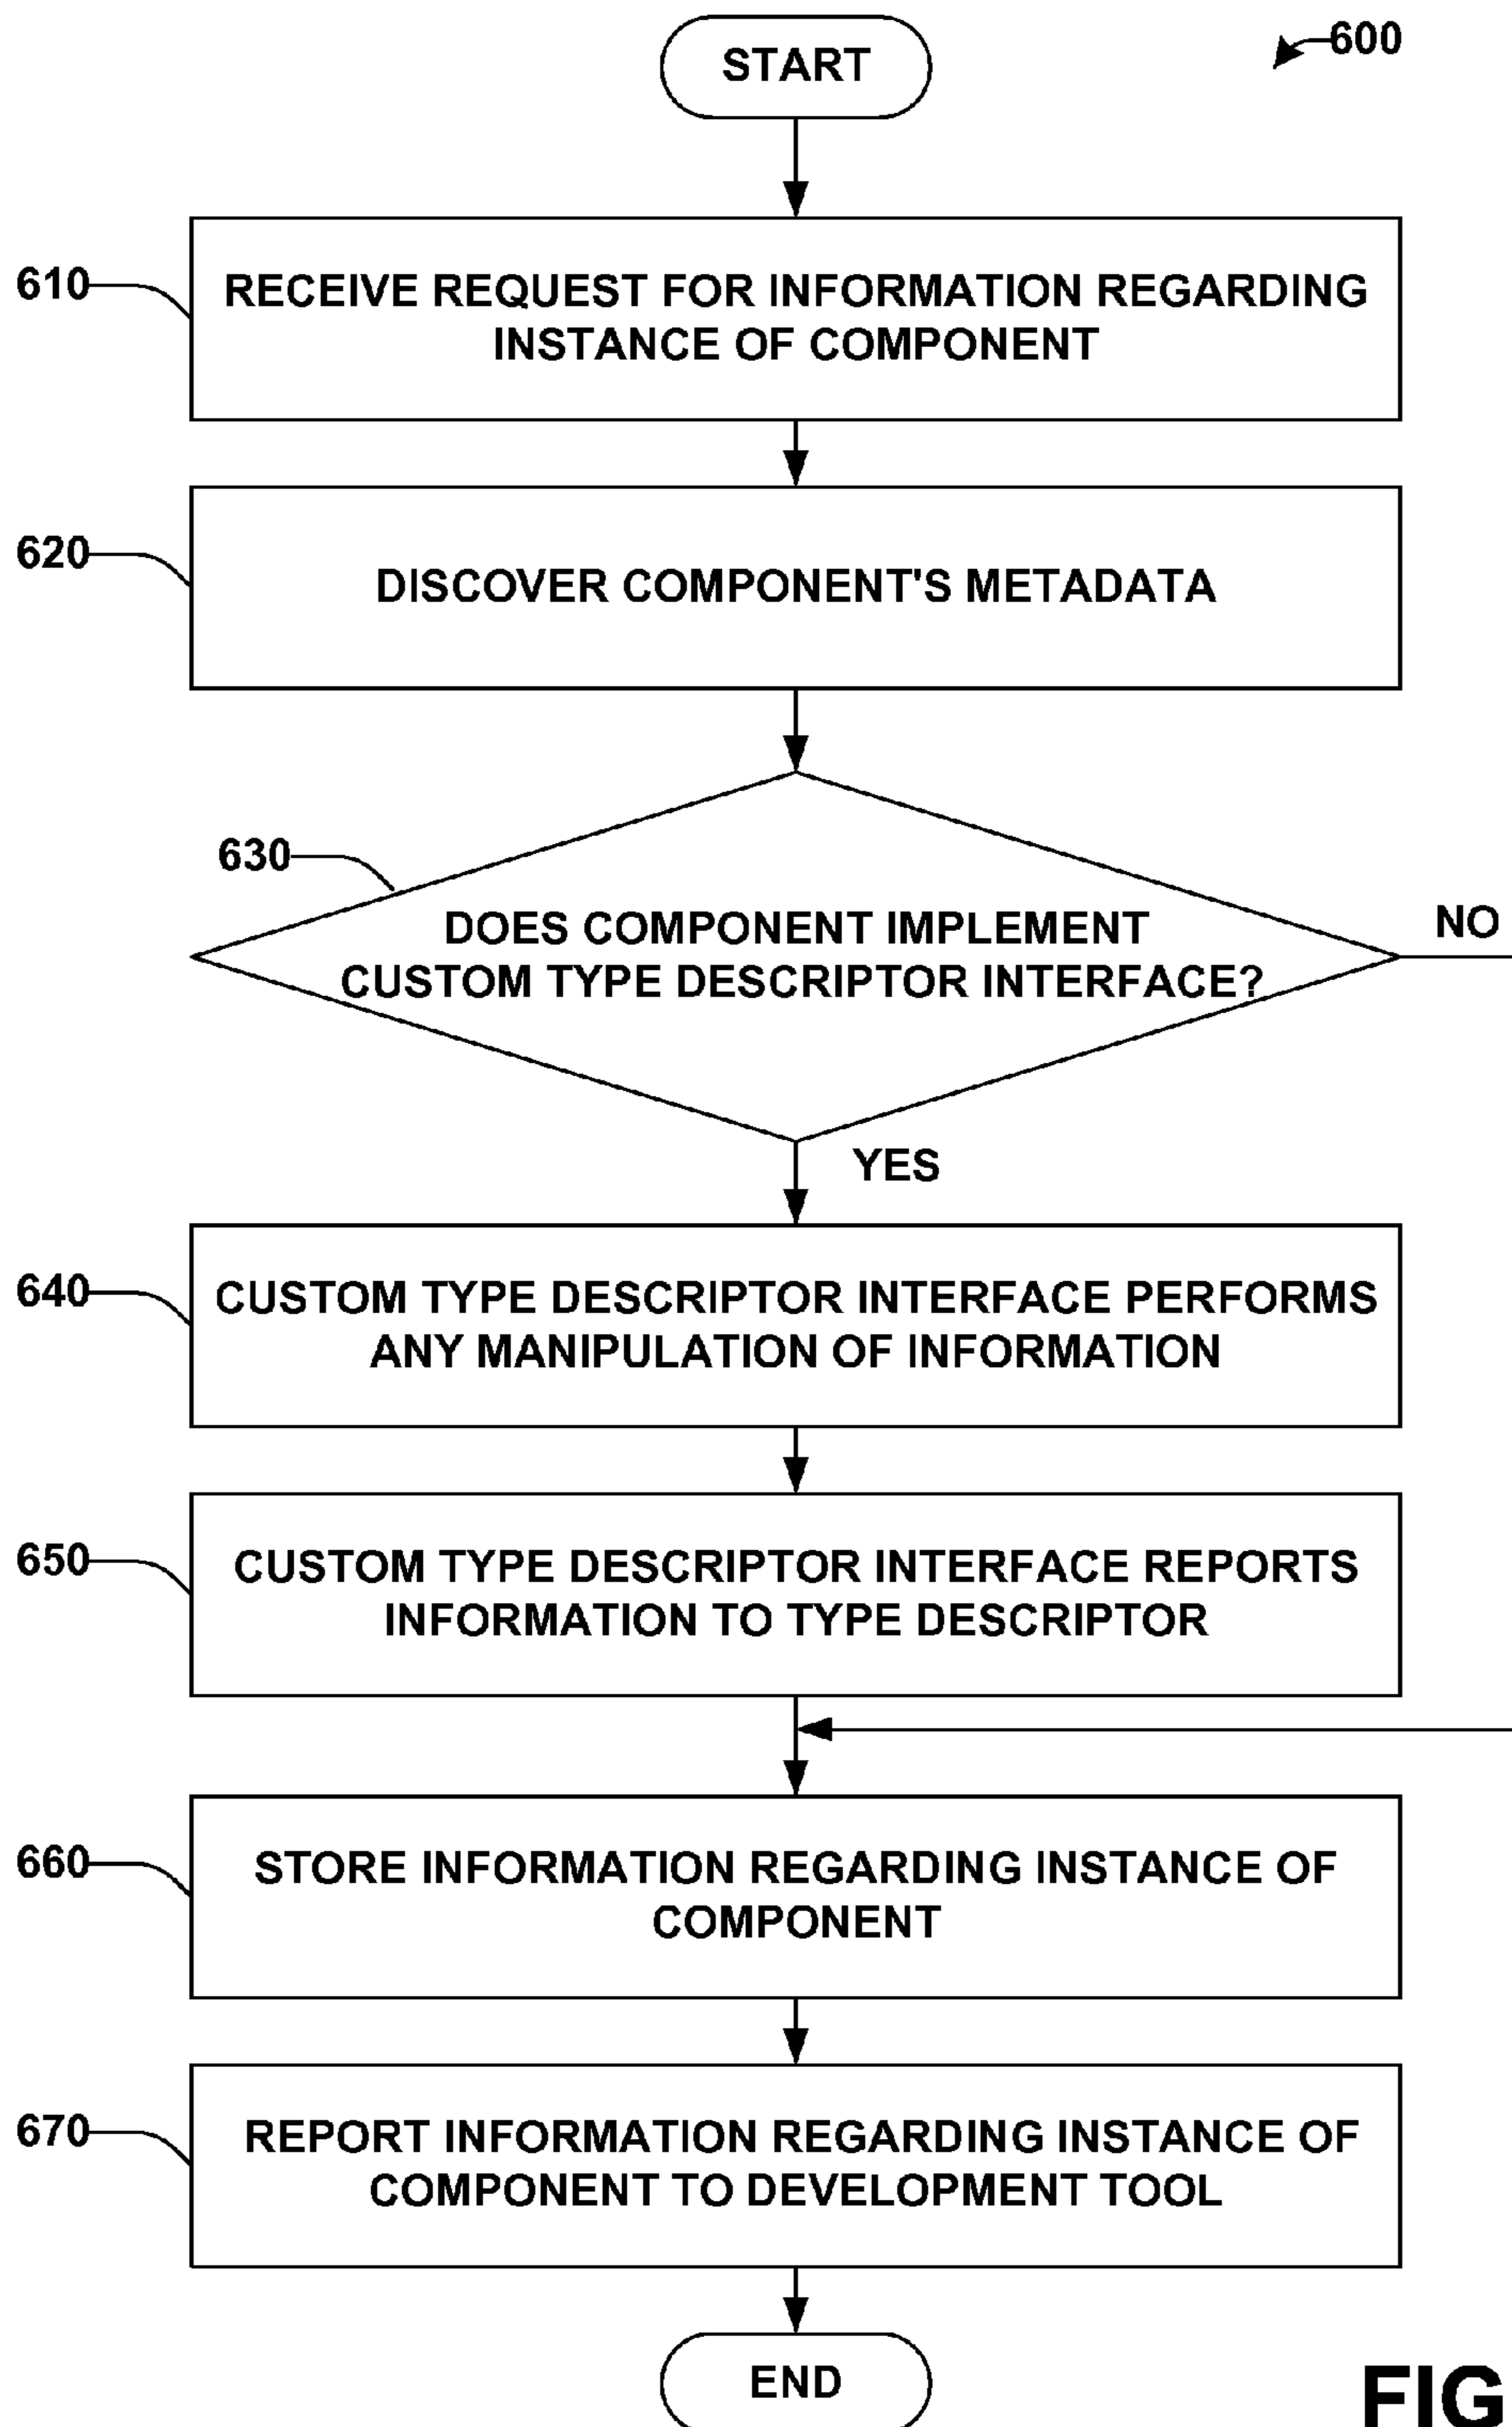 START
600
610
RECEIVE REQUEST FOR INFORMATION REGARDING
INSTANCE OF COMPONENT
620
DISCOVER COMPONENT'S METADATA
630
DOES COMPONENT IMPLEMENT
CUSTOM TYPE DESCRIPTOR INTERFACE?
NO
YES
640
CUSTOM TYPE DESCRIPTOR INTERFACE PERFORMS
ANY MANIPULATION OF INFORMATION
650
CUSTOM TYPE DESCRIPTOR INTERFACE REPORTS
INFORMATION TO TYPE DESCRIPTOR
660
STORE INFORMATION REGARDING INSTANCE OF
COMPONENT
670
REPORT INFORMATION REGARDING INSTANCE OF
COMPONENT TO DEVELOPMENT TOOL
END
FIG